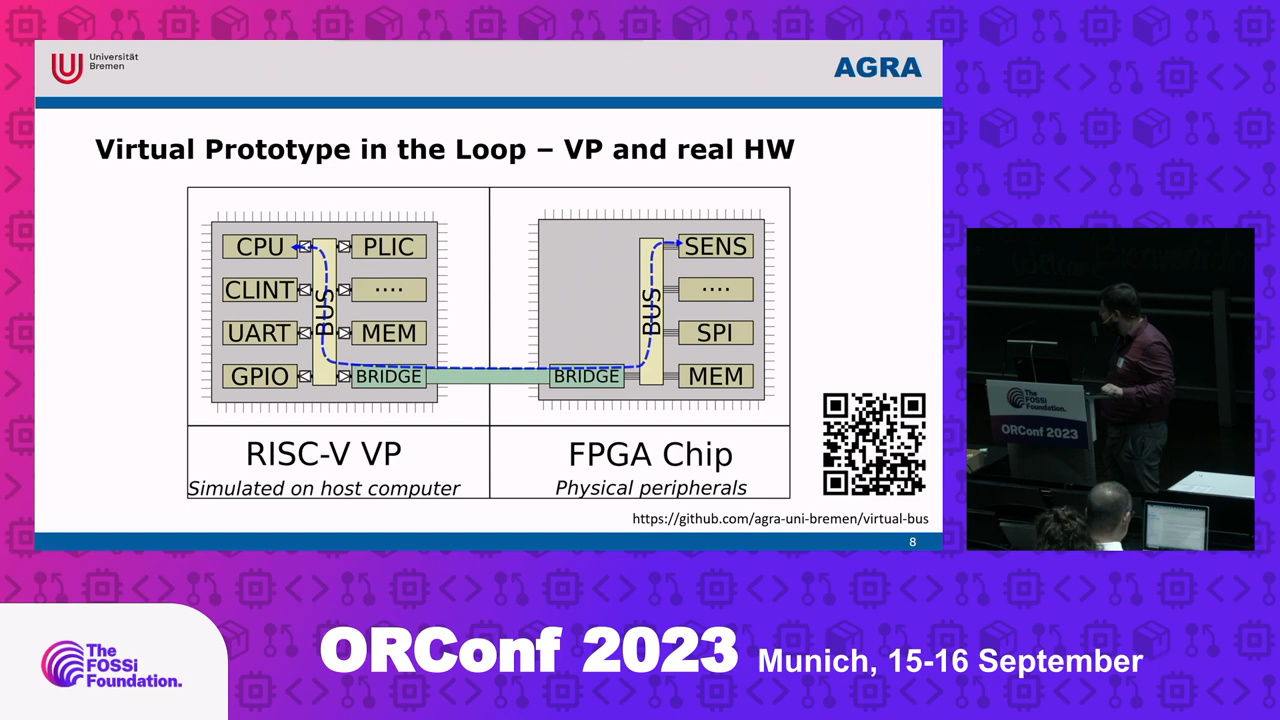 Universität
Bremen
AGRA
Virtual Prototype in the Loop – VP and real HW
CPU
PLIC
CLINT
....
UART
MEM
GPIO
BRIDGE
BUS
SENS
....
SPI
BRIDGE
MEM
BUS
RISC-V VP
FPGA Chip
Simulated on host computer
Physical peripherals
https://github.com/agra-uni-bremen/virtual-bus
8
The
FOSSi
Foundation.
ORConf 2023
The
FOSSi
Foundation.
ORConf 2023
Munich, 15-16 September